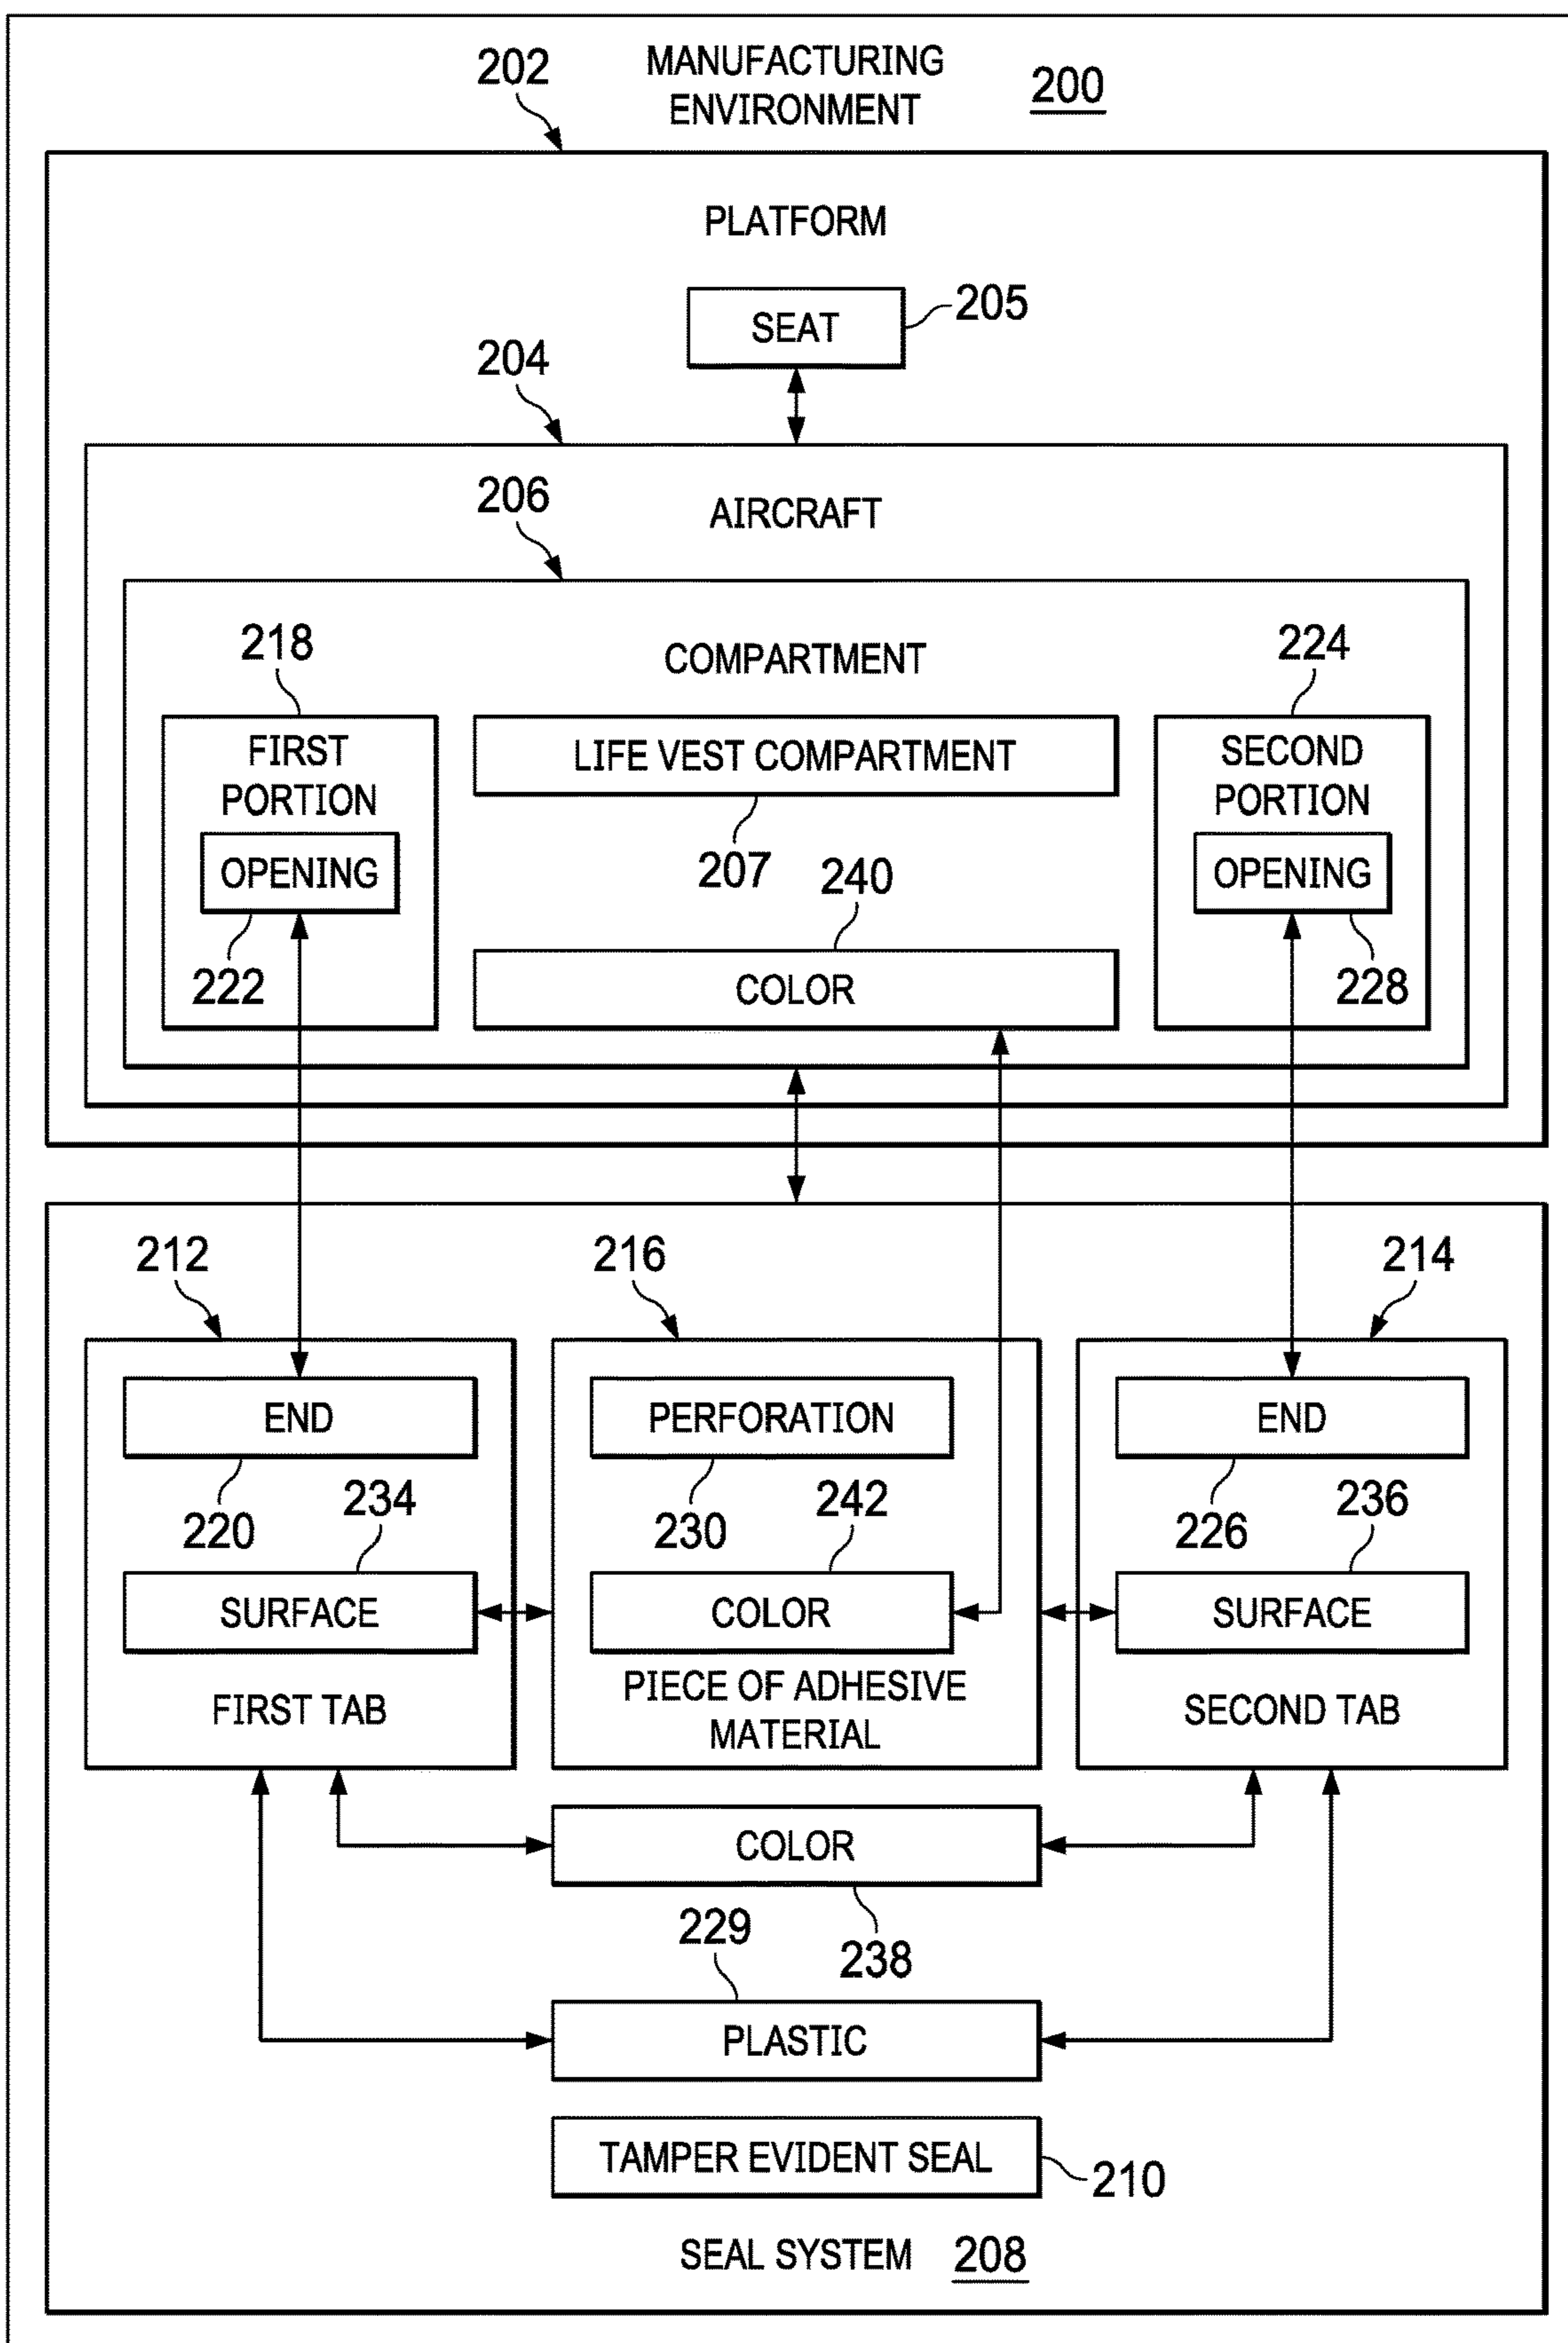 MANUFACTURING
ENVIRONMENT
200
202
PLATFORM
SEAT
205
204
AIRCRAFT
206
COMPARTMENT
218
224
FIRST
PORTION
LIFE VEST COMPARTMENT
SECOND
PORTION
207
OPENING
OPENING
240
222
COLOR
228
212
216
214
END
PERFORATION
END
220
234
230
242
226
236
SURFACE
COLOR
SURFACE
FIRST TAB
PIECE OF ADHESIVE
MATERIAL
SECOND TAB
COLOR
238
229
PLASTIC
TAMPER EVIDENT SEAL
210
SEAL SYSTEM 208